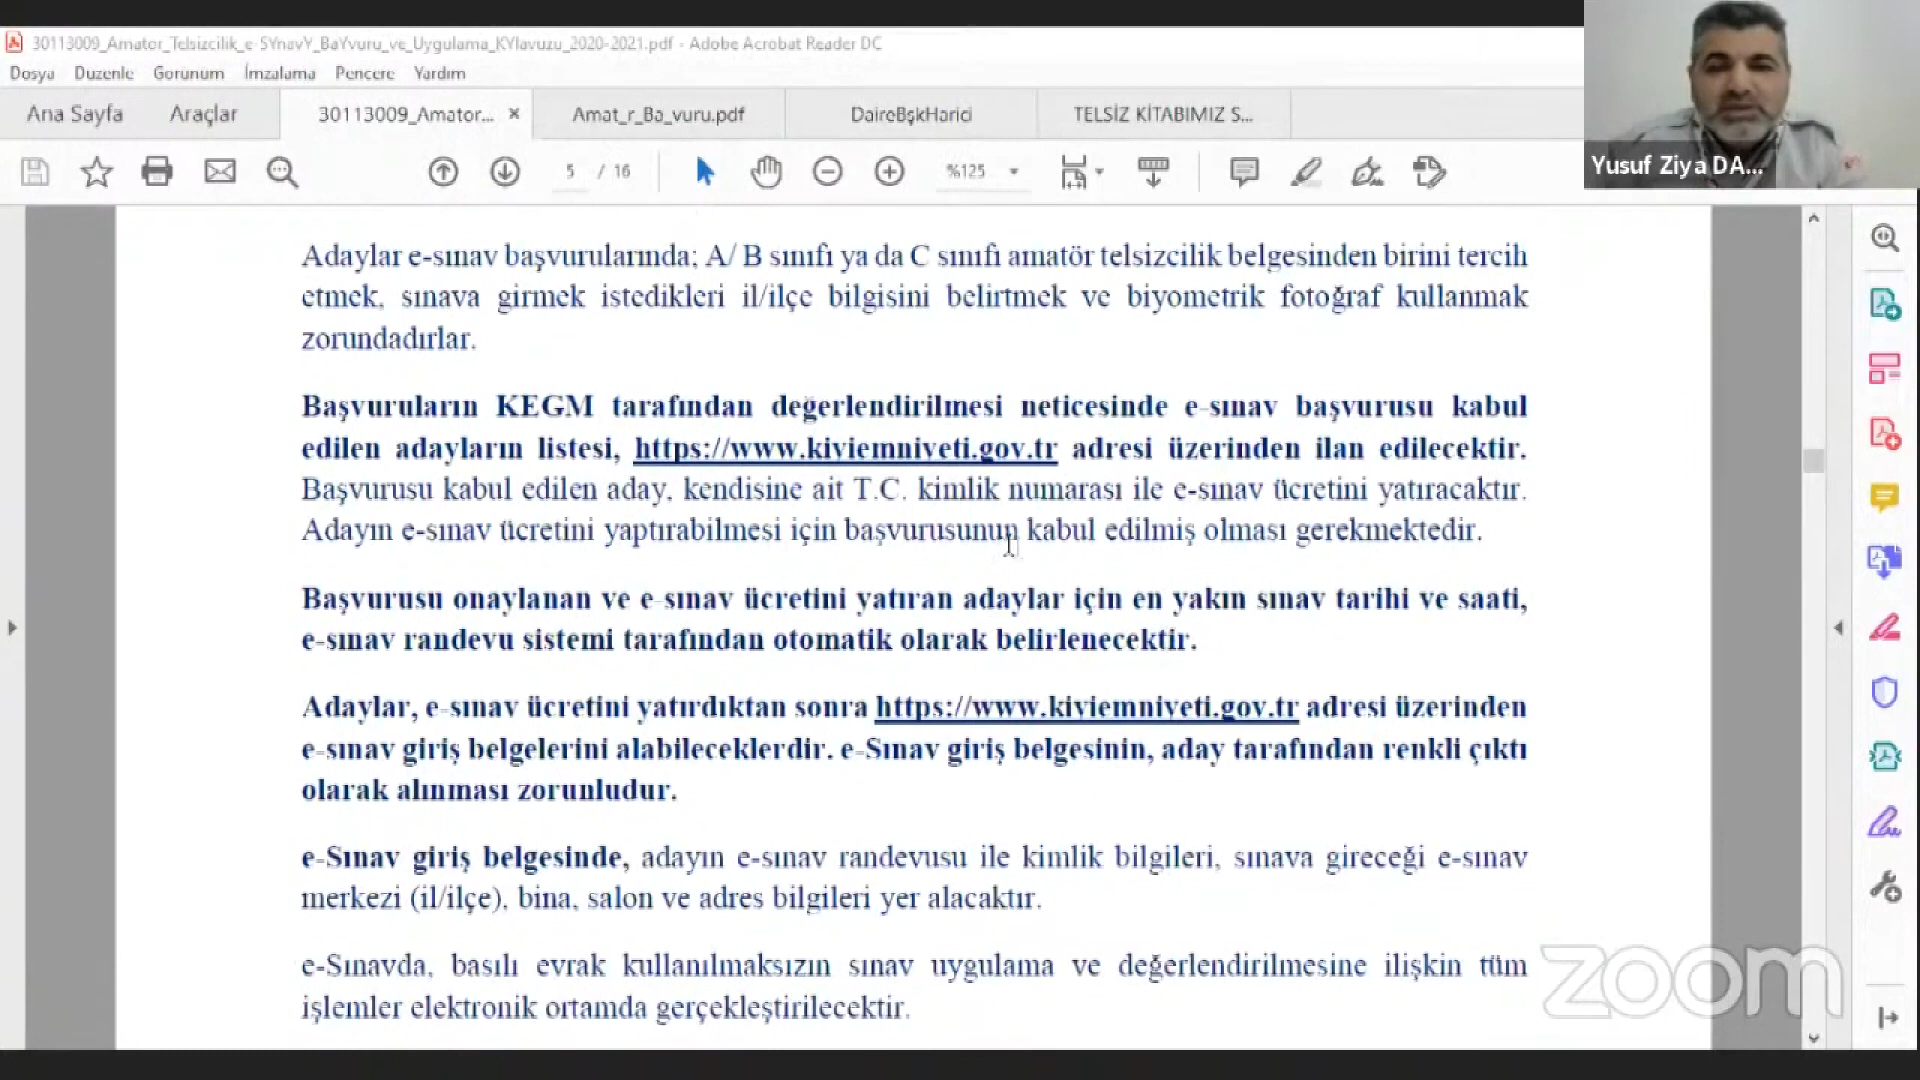 30113009_Amator_Telsizcilik_e-SYnavY_BaYvuru_ve_Uygulama_KYlavuzu_2020-2021.pdf - Adobe Acrobat Reader DC
Dosya Düzenle Görünüm İmzalama Pencere Yardım
Ana Sayfa Araçlar 30113009_Amator... × Amat_r_Ba_vuru.pdf DaireBşkHarici TELSİZ KİTABIMIZ S...
5 / 16 %125
Yusuf Ziya DA...
Adaylar e-sınav başvurularında; A/ B sınıfı ya da C sınıfı amatör telsizcilik belgesinden birini tercih
etmek, sınava girmek istedikleri il/ilçe bilgisini belirtmek ve biyometrik fotoğraf kullanmak
zorundadırlar.
Başvuruların KEGM tarafından değerlendirilmesi neticesinde e-sınav başvurusu kabul
edilen adayların listesi, https://www.kiyiemniyeti.gov.tr adresi üzerinden ilan edilecektir.
Başvurusu kabul edilen aday, kendisine ait T.C. kimlik numarası ile e-sınav ücretini yatıracaktır.
Adayın e-sınav ücretini yaptırabilmesi için başvurusunun kabul edilmiş olması gerekmektedir.
Başvurusu onaylanan ve e-sınav ücretini yatıran adaylar için en yakın sınav tarihi ve saati,
e-sınav randevu sistemi tarafından otomatik olarak belirlenecektir.
Adaylar, e-sınav ücretini yatırdıktan sonra https://www.kiyiemniyeti.gov.tr adresi üzerinden
e-sınav giriş belgelerini alabileceklerdir. e-Sınav giriş belgesinin, aday tarafından renkli çıktı
olarak alınması zorunludur.
e-Sınav giriş belgesinde, adayın e-sınav randevusu ile kimlik bilgileri, sınava gireceği e-sınav
merkezi (il/ilçe), bina, salon ve adres bilgileri yer alacaktır.
e-Sınavda, basılı evrak kullanılmaksızın sınav uygulama ve değerlendirilmesine ilişkin tüm
işlemler elektronik ortamda gerçekleştirilecektir.
zoom